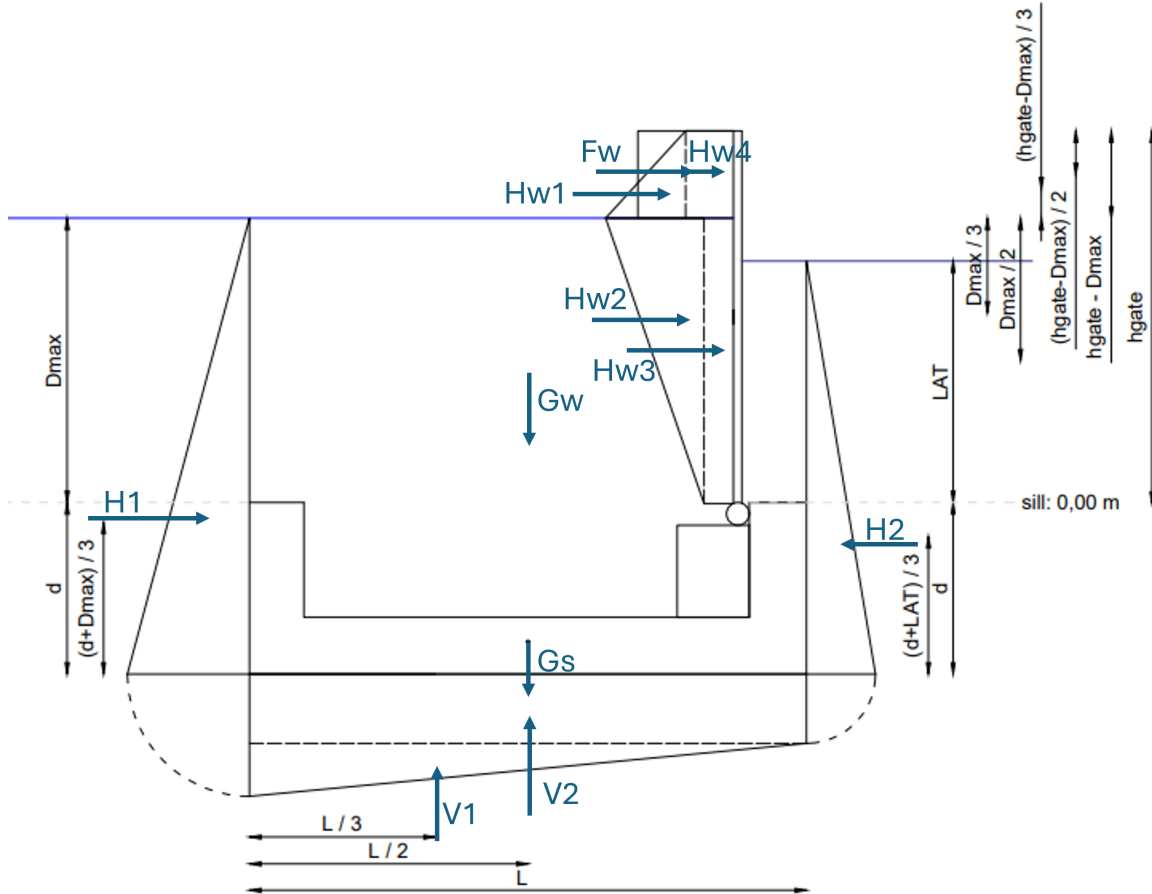 (hgate-Dmax) / 3
Fw
Hw4
Hw1
Dmax / 3
Dmax / 2
(hgate-Dmax) / 2
hgate - Dmax
hgate
Hw2
Dmax
Hw3
LAT
Gw
H1
sill: 0,00 m
H2
d
(d+Dmax) / 3
(d+LAT) / 3
d
Gs
V1
V2
L / 3
L / 2
L